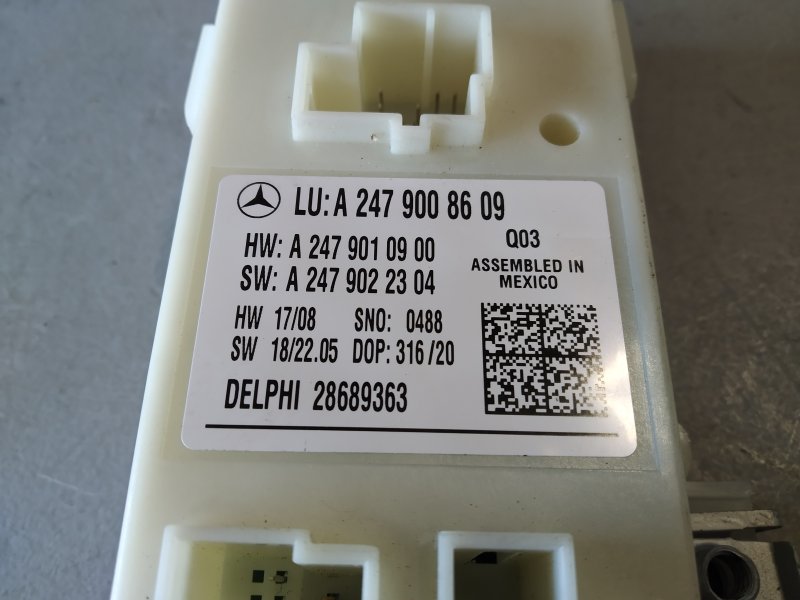 LU: A 247 900 86 09
HW: A 247 901 09 00
SW: A 247 902 23 04
Q03
ASSEMBLED IN
MEXICO
HW 17/08 SNO: 0488
SW 18/22.05 DOP: 316/20
DELPHI 28689363